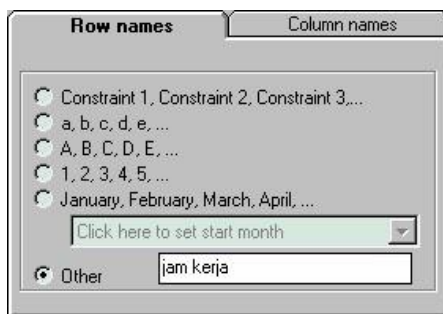 Row names
Column names
Constraint 1, Constraint 2, Constraint 3,...
a, b, c, d, e, ...
A, B, C, D, E, ...
1, 2, 3, 4, 5, ...
January, February, March, April, ...
Click here to set start month
Other
jam kerja